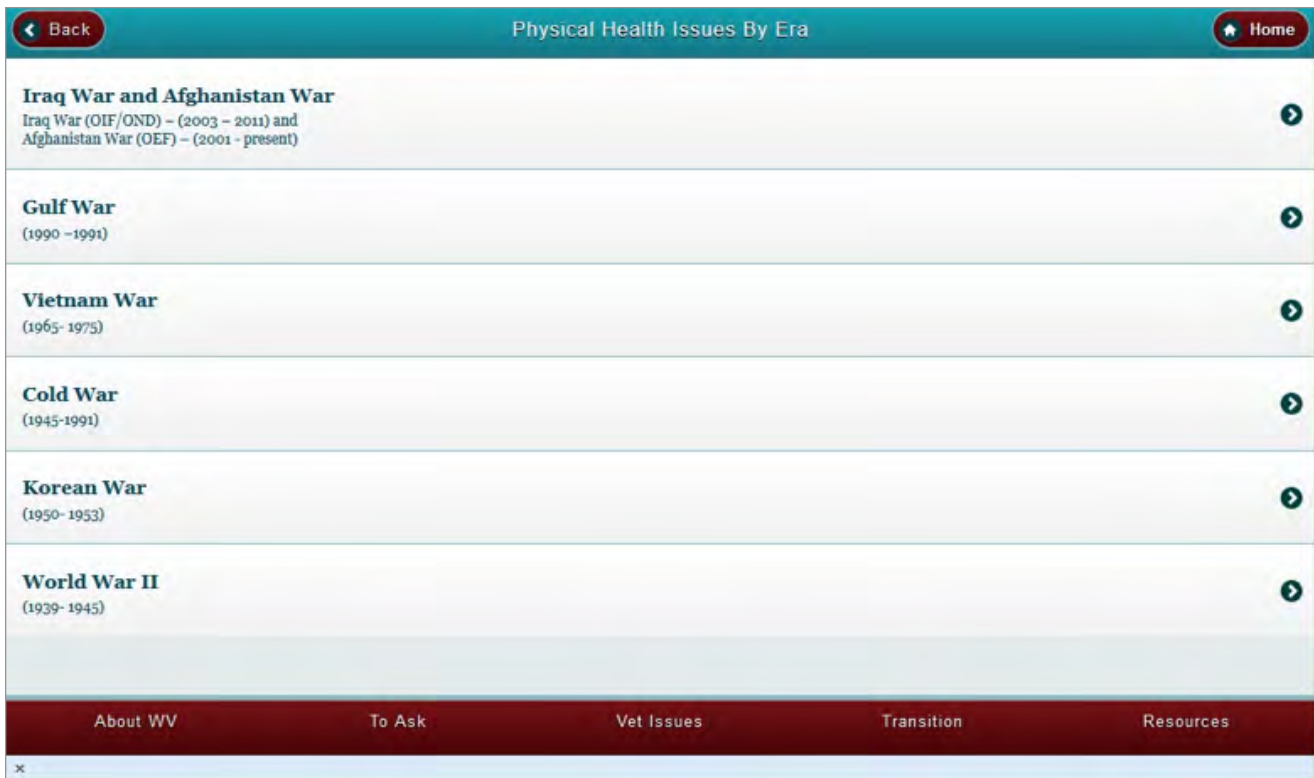 Back
Physical Health Issues By Era
Home
Iraq War and Afghanistan War
Iraq War (OIF/OND) – (2003 – 2011) and
Afghanistan War (OEF) – (2001 - present)
Gulf War
(1990 –1991)
Vietnam War
(1965- 1975)
Cold War
(1945-1991)
Korean War
(1950- 1953)
World War II
(1939- 1945)
About WV
To Ask
Vet Issues
Transition
Resources
×